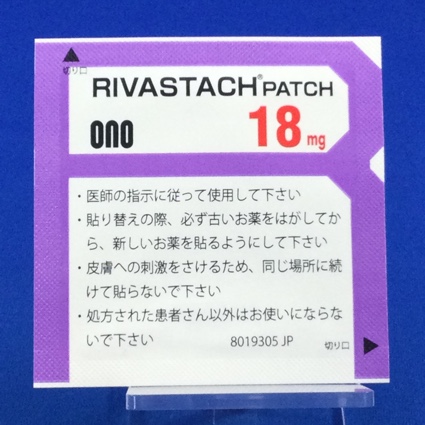 切り口
RIVASTACH® PATCH
ono 18mg
・医師の指示に従って使用して下さい
・貼り替えの際、必ず古いお薬をはがしてか
ら、新しいお薬を貼るようにして下さい
・皮膚への刺激をさけるため、同じ場所に続
けて貼らないで下さい
・処方された患者さん以外はお使いにならな
いで下さい
8019305 JP
切り口